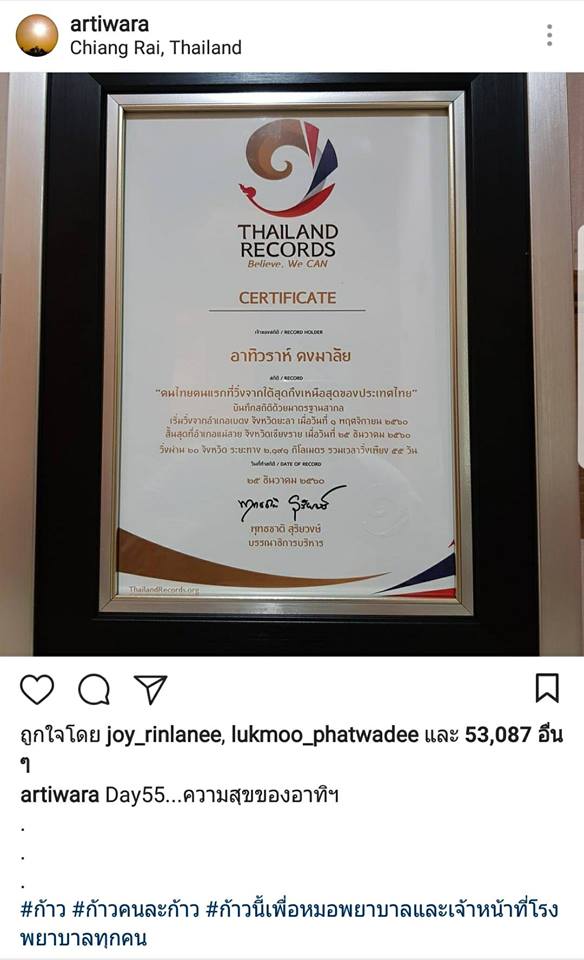 artiwara
Chiang Rai, Thailand
THAILAND
RECORDS
Believe, We CAN
CERTIFICATE
เจ้าของสถิติ / RECORD HOLDER
อาทิวราห์ คงมาลัย
สถิติ / RECORD
"คนไทยคนแรกที่วิ่งจากใต้สุดถึงเหนือสุดของประเทศไทย"
บันทึกสถิติด้วยมาตรฐานสากล
เริ่มวิ่งจากอำเภอเบตง จังหวัดยะลา เมื่อวันที่ ๑ พฤศจิกายน ๒๕๖๐
สิ้นสุดที่อำเภอแม่สาย จังหวัดเชียงราย เมื่อวันที่ ๒๕ ธันวาคม ๒๕๖๐
วิ่งผ่าน ๒๐ จังหวัด ระยะทาง ๒,๑๙๑ กิโลเมตร รวมเวลาวิ่งเพียง ๕๕ วัน
วันที่ทำสถิติ / DATE OF RECORD
๒๕ ธันวาคม ๒๕๖๐
พุทธชาติ สุริยวงษ์
บรรณาธิการบริหาร
ThailandRecords.org
ถูกใจโดย joy_rinlanee, lukmoo_phatwadee และ 53,087 อื่น
ๆ
artiwara Day55...ความสุขของอาทิฯ
.
.
.
#ก้าว #ก้าวคนละก้าว #ก้าวนี้เพื่อหมอพยาบาลและเจ้าหน้าที่โรง
พยาบาลทุกคน